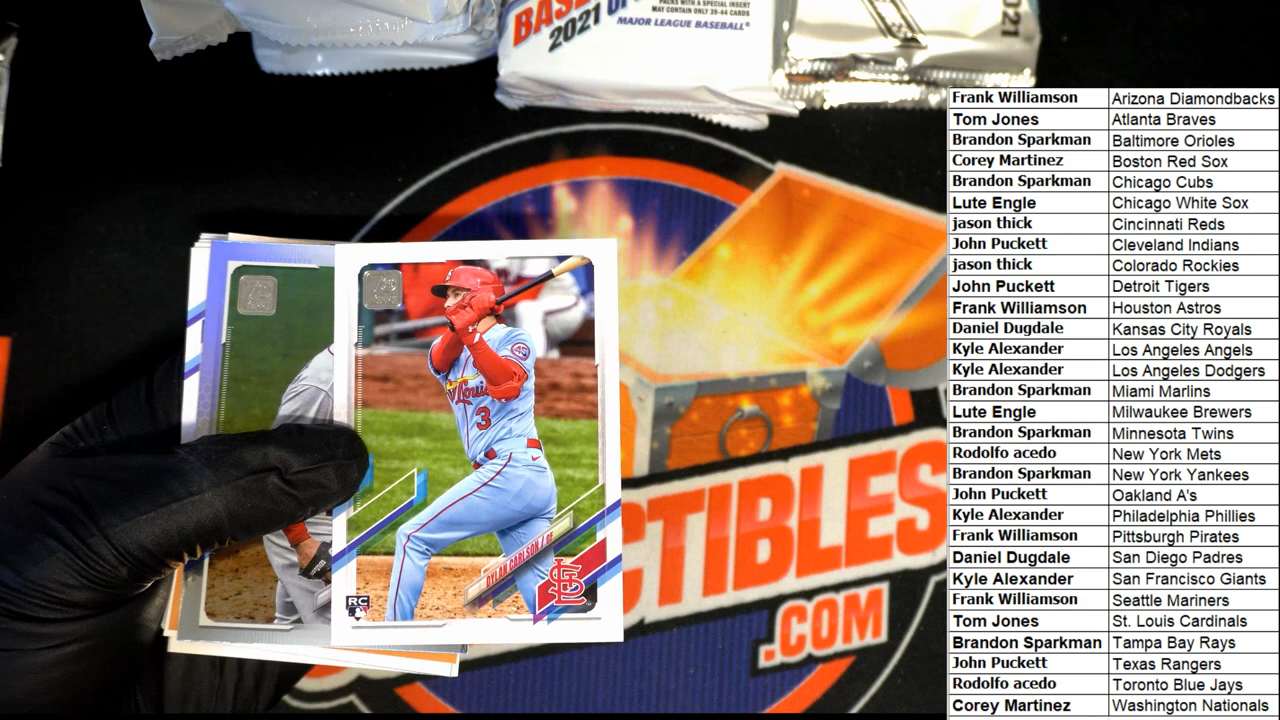 BASE
2021
PACKS WITH A SPECIAL INSERT
MAY CONTAIN ONLY 39-44 CARDS
MAJOR LEAGUE BASEBALL
2021
Frank Williamson Arizona Diamondbacks
Tom Jones Atlanta Braves
Brandon Sparkman Baltimore Orioles
Corey Martinez Boston Red Sox
Brandon Sparkman Chicago Cubs
Lute Engle Chicago White Sox
jason thick Cincinnati Reds
John Puckett Cleveland Indians
jason thick Colorado Rockies
John Puckett Detroit Tigers
Frank Williamson Houston Astros
Daniel Dugdale Kansas City Royals
Kyle Alexander Los Angeles Angels
Kyle Alexander Los Angeles Dodgers
Brandon Sparkman Miami Marlins
Lute Engle Milwaukee Brewers
Brandon Sparkman Minnesota Twins
Rodolfo acedo New York Mets
Brandon Sparkman New York Yankees
John Puckett Oakland A's
Kyle Alexander Philadelphia Phillies
Frank Williamson Pittsburgh Pirates
Daniel Dugdale San Diego Padres
Kyle Alexander San Francisco Giants
Frank Williamson Seattle Mariners
Tom Jones St. Louis Cardinals
Brandon Sparkman Tampa Bay Rays
John Puckett Texas Rangers
Rodolfo acedo Toronto Blue Jays
Corey Martinez Washington Nationals
3
DYLAN CARLSON / OF
RC
CTIBLES
.COM